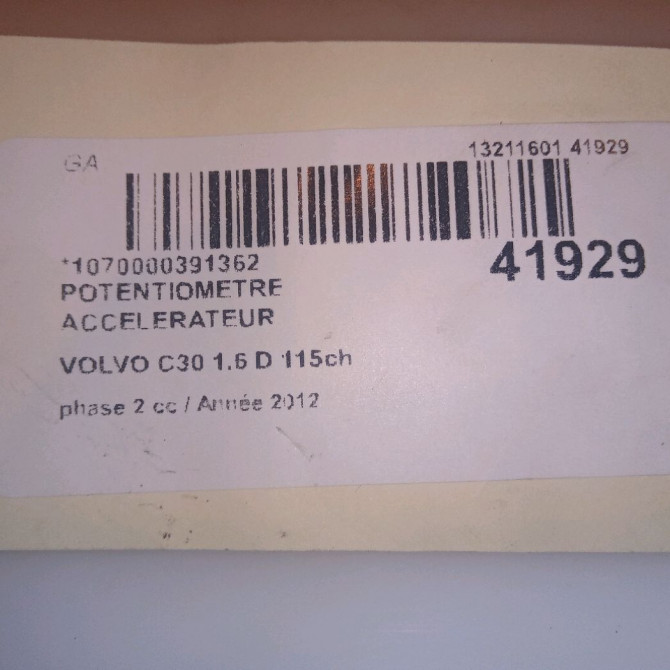 GA
13211601 41929
*1070000391362
41929
POTENTIOMETRE
ACCELERATEUR
VOLVO C30 1.6 D 115ch
phase 2 cc / Année 2012